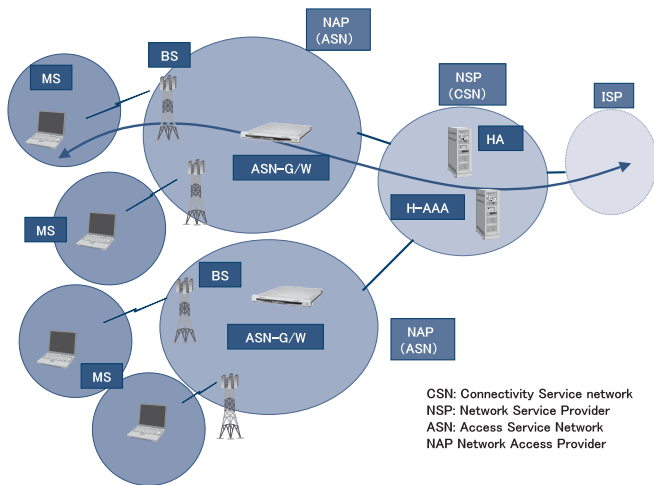 NAP
(ASN)
BS
MS
NSP
(CSN)
ISP
HA
ASN-G/W
H-AAA
MS
BS
ASN-G/W
NAP
(ASN)
MS
CSN: Connectivity Service network
NSP: Network Service Provider
ASN: Access Service Network
NAP Network Access Provider